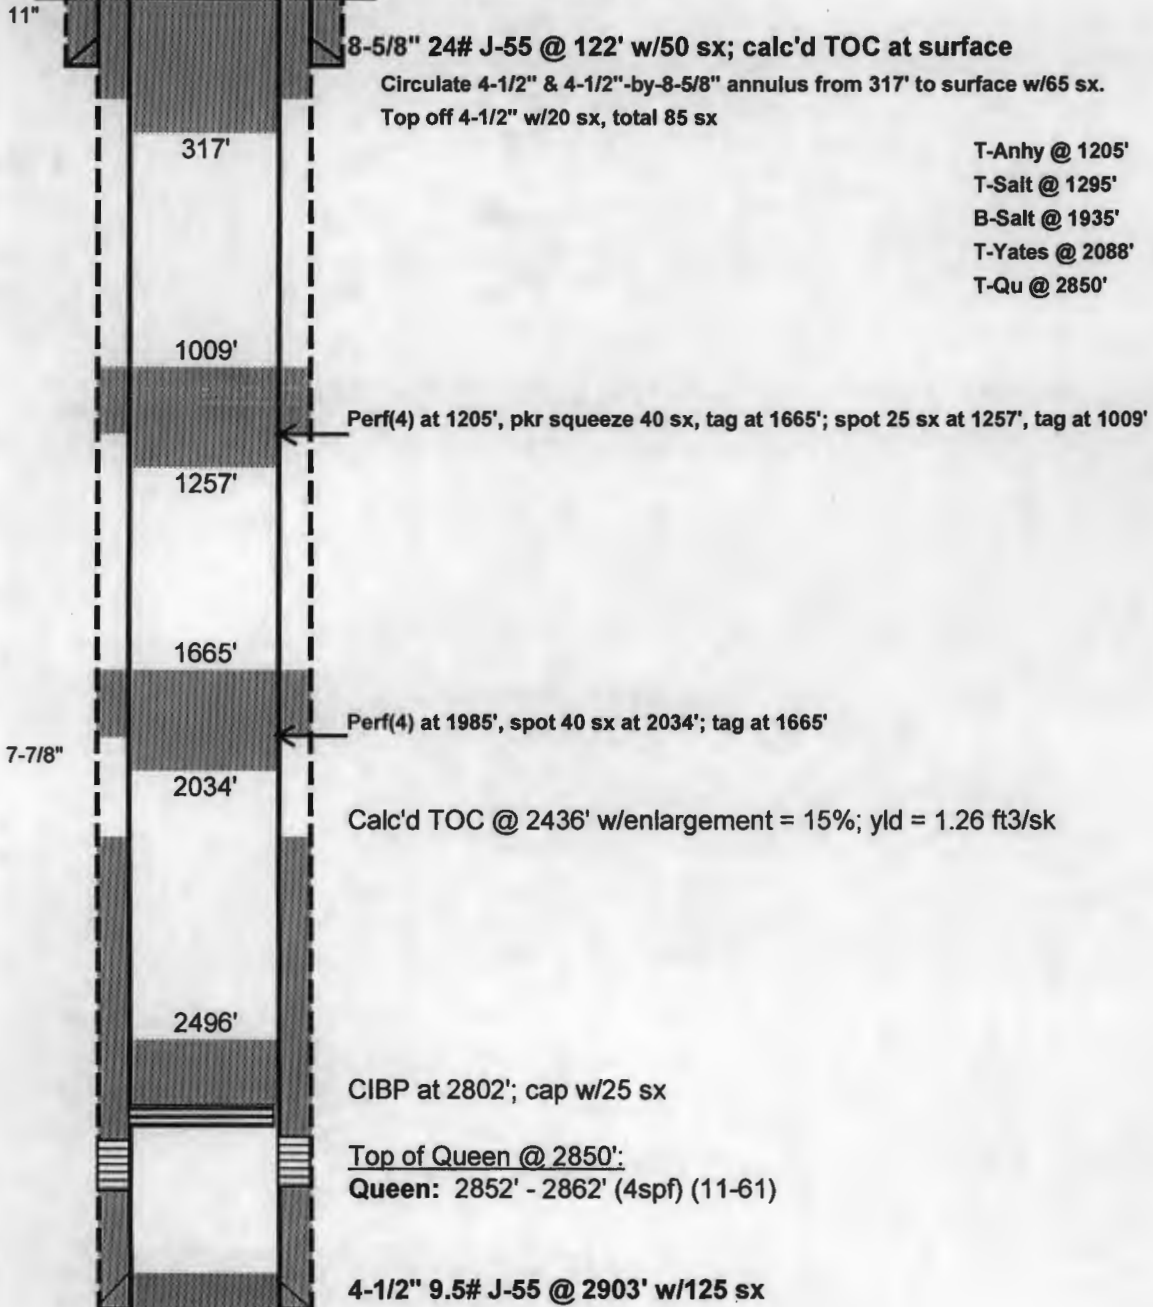 11"
8-5/8" 24# J-55 @ 122' w/50 sx; calc'd TOC at surface
Circulate 4-1/2" & 4-1/2"-by-8-5/8" annulus from 317' to surface w/65 sx.
Top off 4-1/2" w/20 sx, total 85 sx
317'
T-Anhy @ 1205'
T-Salt @ 1295'
B-Salt @ 1935'
T-Yates @ 2088'
T-Qu @ 2850'
1009'
Perf(4) at 1205', pkr squeeze 40 sx, tag at 1665'; spot 25 sx at 1257', tag at 1009'
1257'
1665'
Perf(4) at 1985', spot 40 sx at 2034'; tag at 1665'
7-7/8"
2034'
Calc'd TOC @ 2436' w/enlargement = 15%; yld = 1.26 ft3/sk
2496'
CIBP at 2802'; cap w/25 sx
Top of Queen @ 2850':
Queen: 2852' - 2862' (4spf) (11-61)
4-1/2" 9.5# J-55 @ 2903' w/125 sx